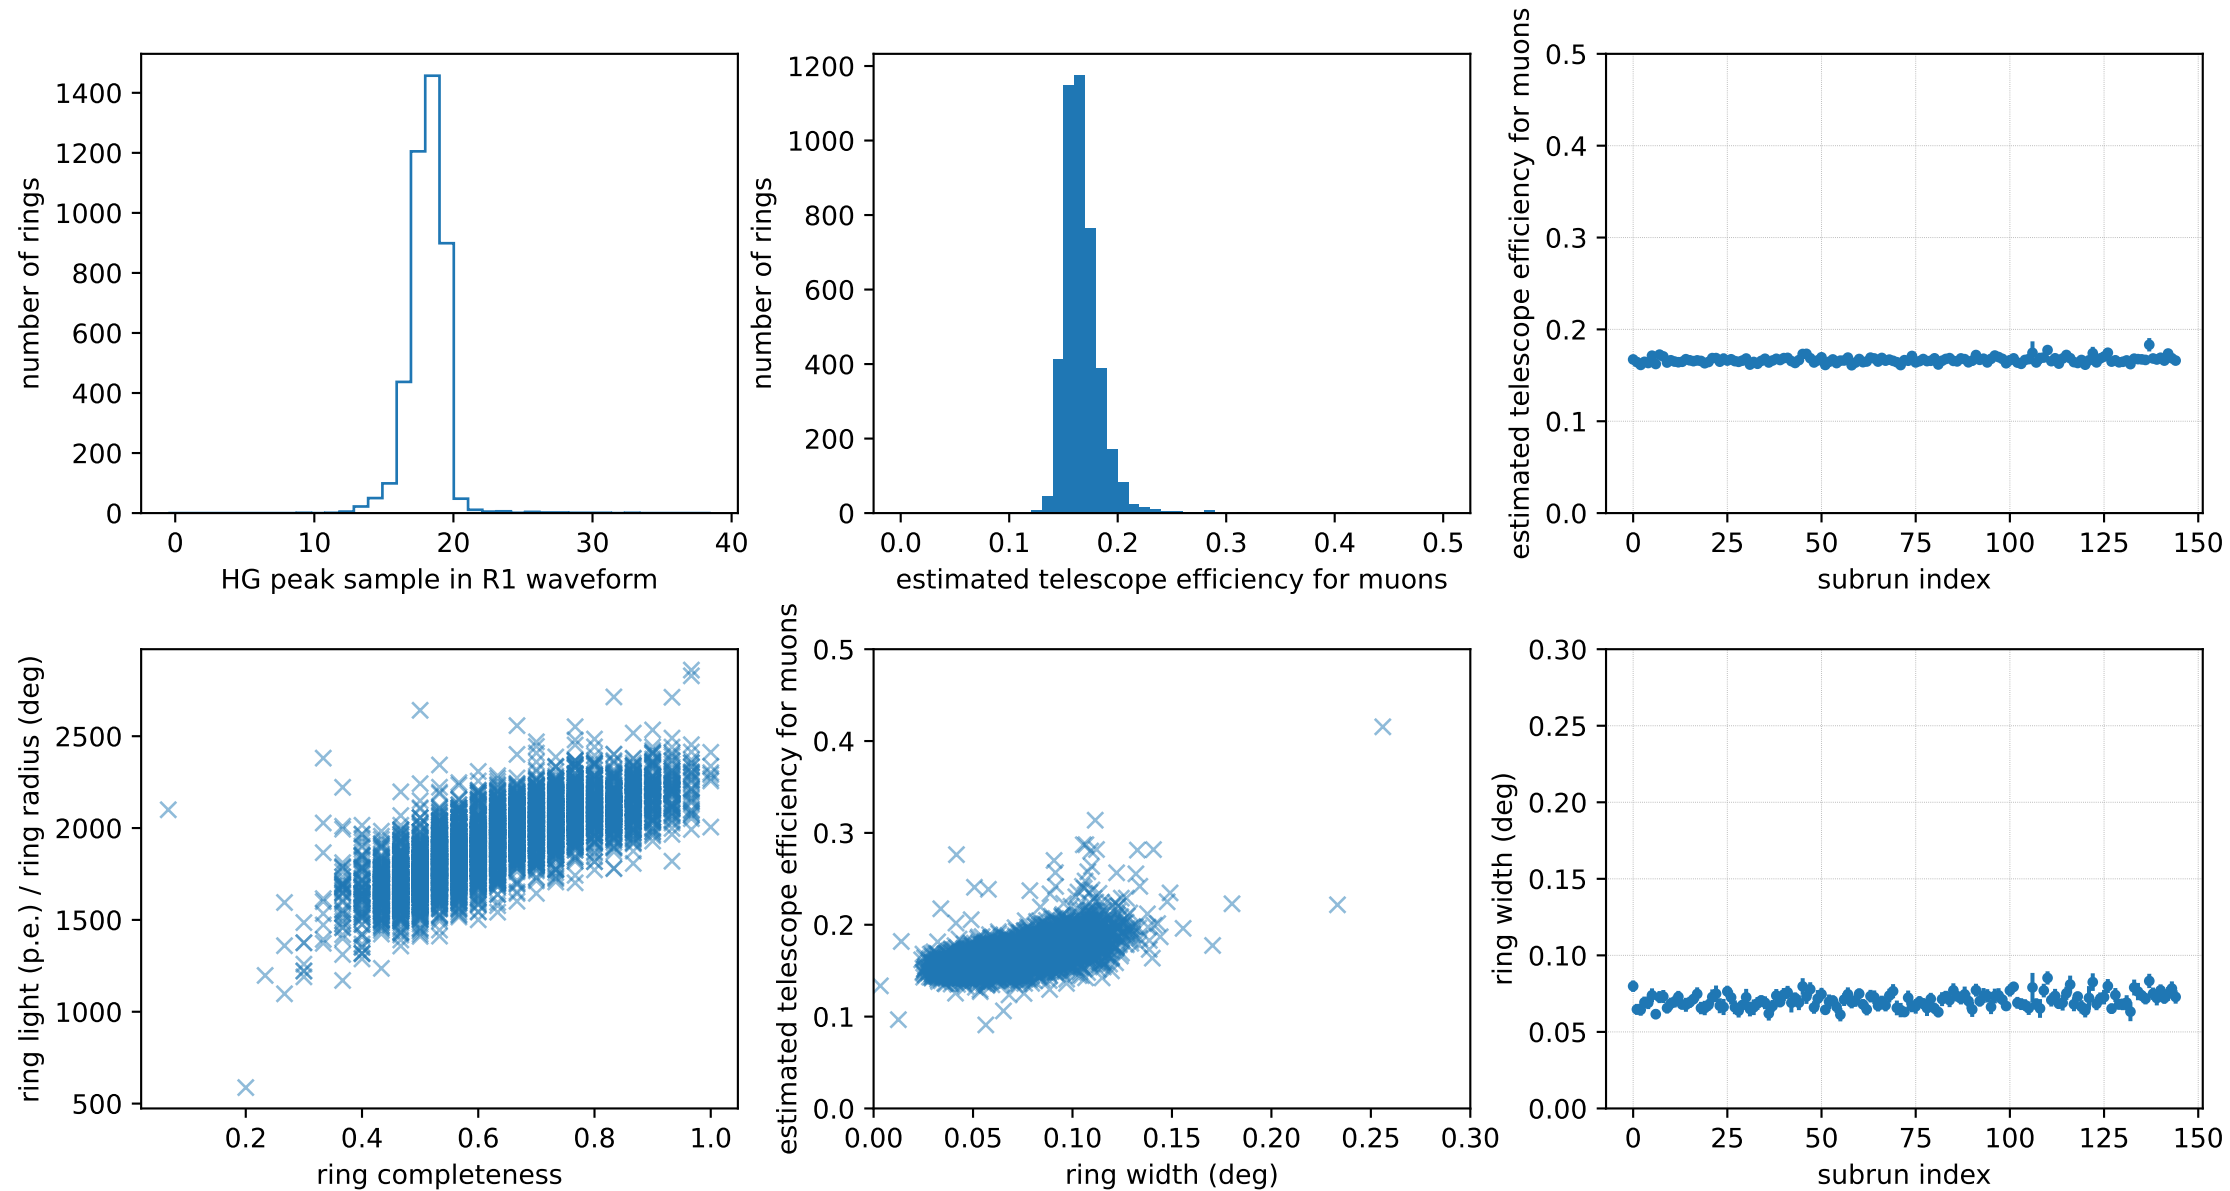 number of rings
1400
1200
1000
800
600
400
200
0
0 10 20 30 40
HG peak sample in R1 waveform
number of rings
1200
1000
800
600
400
200
0
0.0 0.1 0.2 0.3 0.4 0.5
estimated telescope efficiency for muons
estimated telescope efficiency for muons
0.5
0.4
0.3
0.2
0.1
0.0
0 25 50 75 100 125 150
subrun index
ring light (p.e.) / ring radius (deg)
2500
2000
1500
1000
500
0.2 0.4 0.6 0.8 1.0
ring completeness
estimated telescope efficiency for muons
0.5
0.4
0.3
0.2
0.1
0.0
0.00 0.05 0.10 0.15 0.20 0.25 0.30
ring width (deg)
ring width (deg)
0.30
0.25
0.20
0.15
0.10
0.05
0.00
0 25 50 75 100 125 150
subrun index